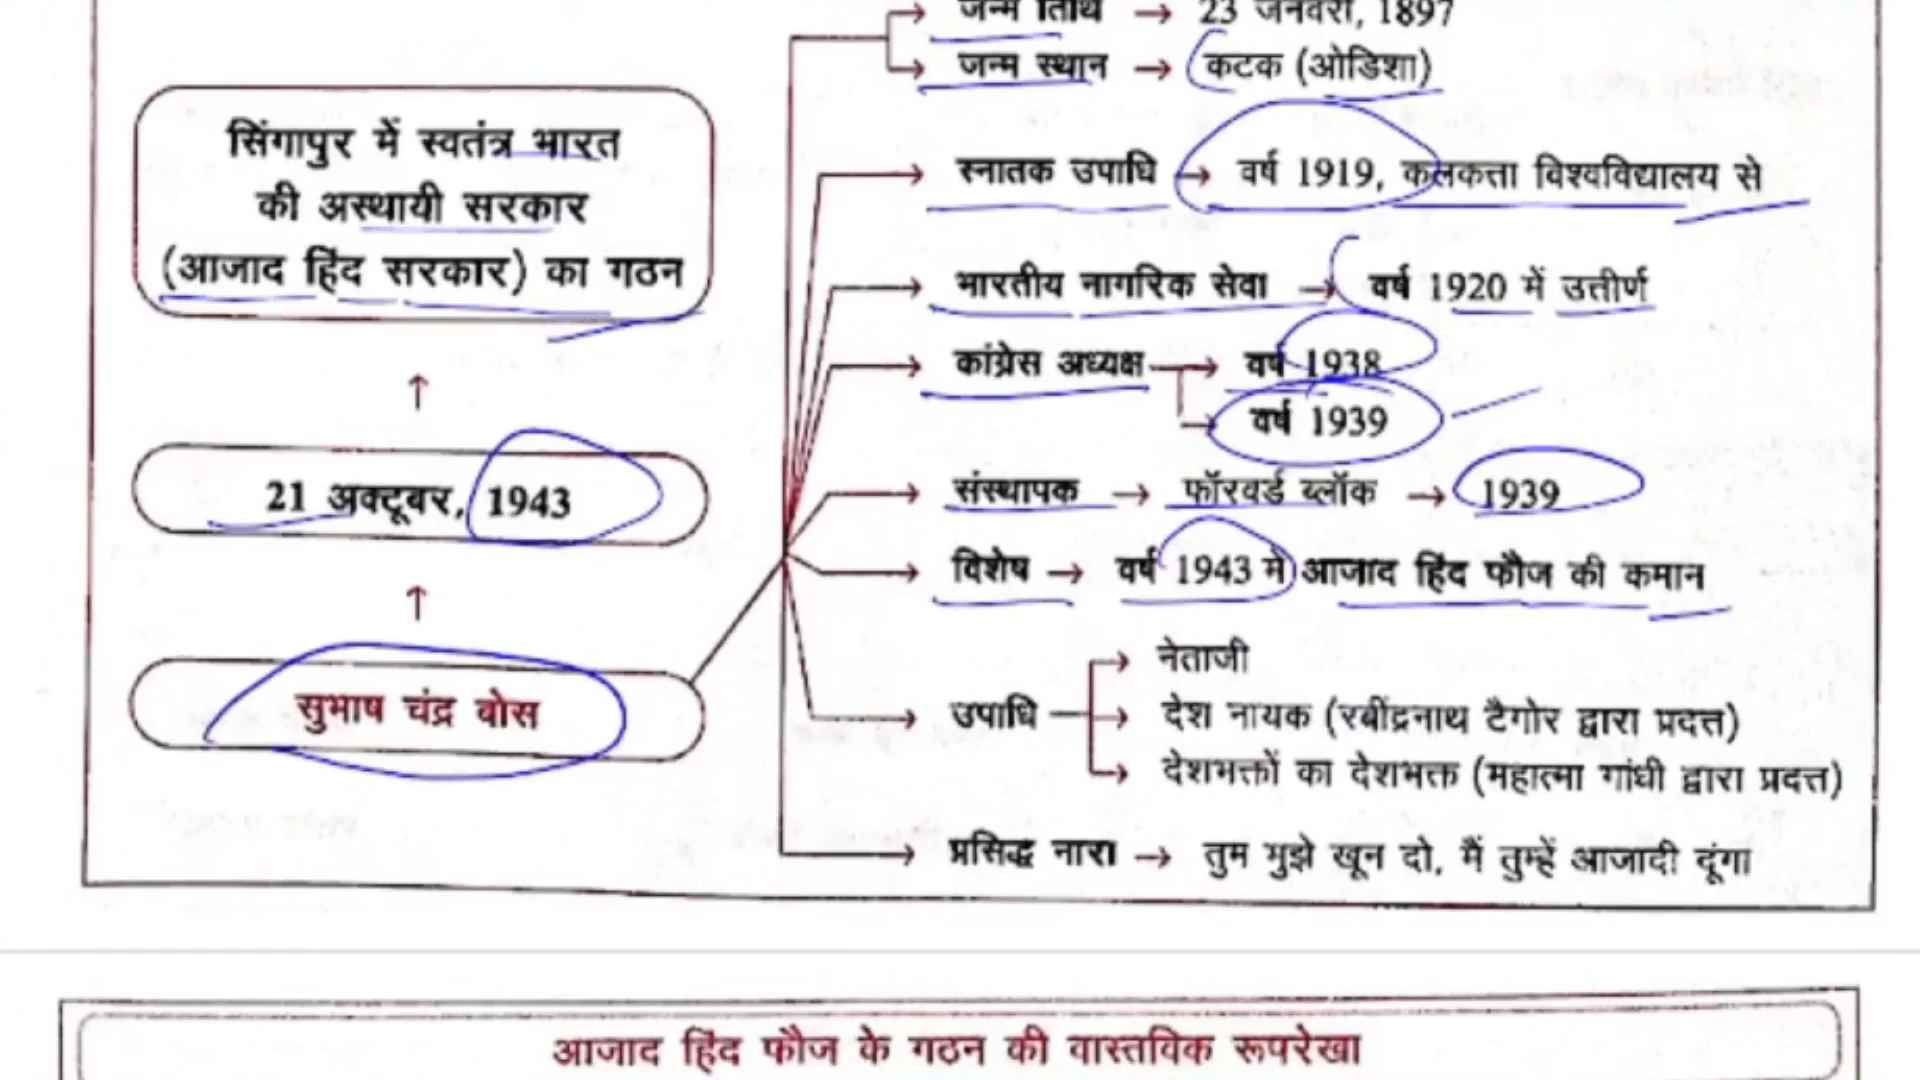 जन्म तिथि → 23 जनवरी, 1897
जन्म स्थान → कटक (ओडिशा)
सिंगापुर में स्वतंत्र भारत
की अस्थायी सरकार
(आजाद हिंद सरकार) का गठन
↑
21 अक्टूबर, 1943
↑
सुभाष चंद्र बोस
स्नातक उपाधि → वर्ष 1919, कलकत्ता विश्वविद्यालय से
भारतीय नागरिक सेवा → वर्ष 1920 में उत्तीर्ण
कांग्रेस अध्यक्ष → वर्ष 1938
→ वर्ष 1939
संस्थापक → फॉरवर्ड ब्लॉक → 1939
विशेष → वर्ष 1943 में आजाद हिंद फौज की कमान
उपाधि → नेताजी
→ देश नायक (रबींद्रनाथ टैगोर द्वारा प्रदत्त)
→ देशभक्तों का देशभक्त (महात्मा गांधी द्वारा प्रदत्त)
प्रसिद्ध नारा → तुम मुझे खून दो, मैं तुम्हें आजादी दूंगा
आजाद हिंद फौज के गठन की वास्तविक रूपरेखा